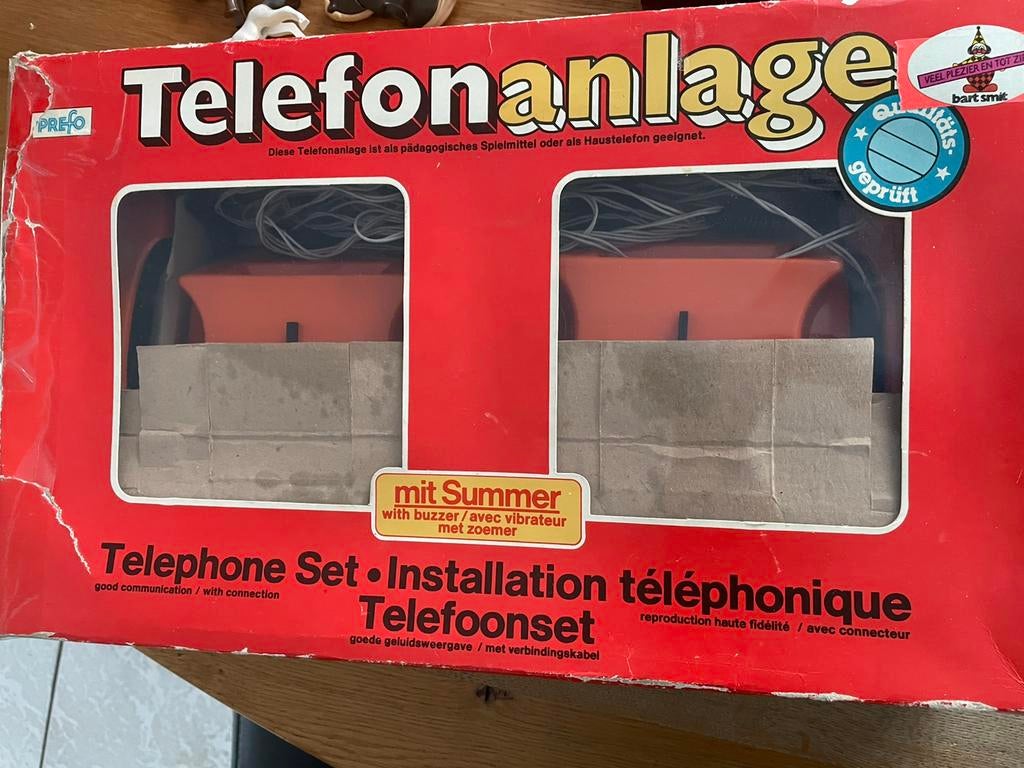 Telefonanlage
VEEL PLEZIER EN TOT ZI
bart smit
PREFO
Diese Telefonanlage ist als pädagogisches Spielmittel oder als Haustelefon geeignet.
Qualitäts-
geprüft
mit Summer
with buzzer / avec vibrateur
met zoemer
Telephone Set • Installation téléphonique
good communication / with connection
reproduction haute fidélité / avec connecteur
Telefoonset
goede geluidsweergave / met verbindingskabel